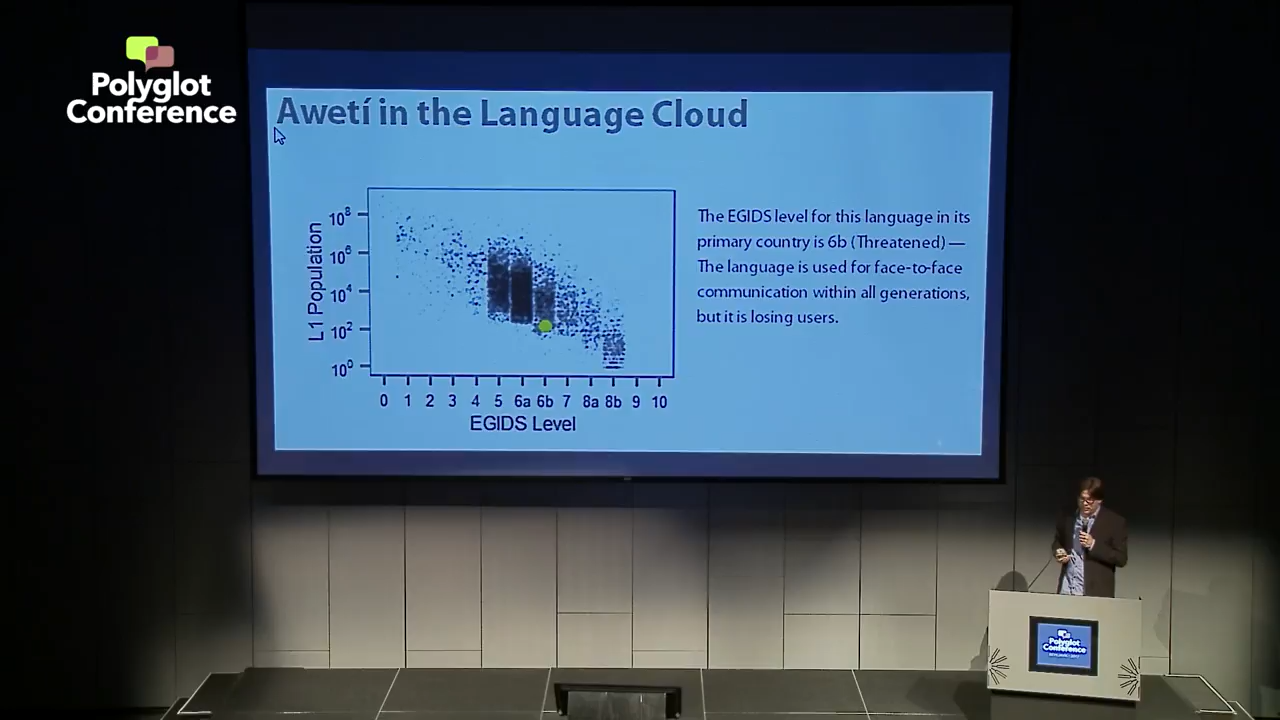 Polyglot
Conference
Awetí in the Language Cloud
L1 Population
10⁸
10⁶
10⁴
10²
10⁰
0 1 2 3 4 5 6a 6b 7 8a 8b 9 10
EGIDS Level
The EGIDS level for this language in its
primary country is 6b (Threatened) —
The language is used for face-to-face
communication within all generations,
but it is losing users.
Polyglot
Conference